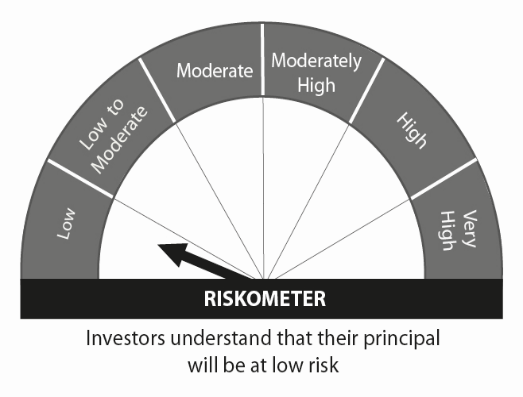 Low
Low to
Moderate
Moderate
Moderately
High
High
Very
High
RISKOMETER
Investors understand that their principal
will be at low risk